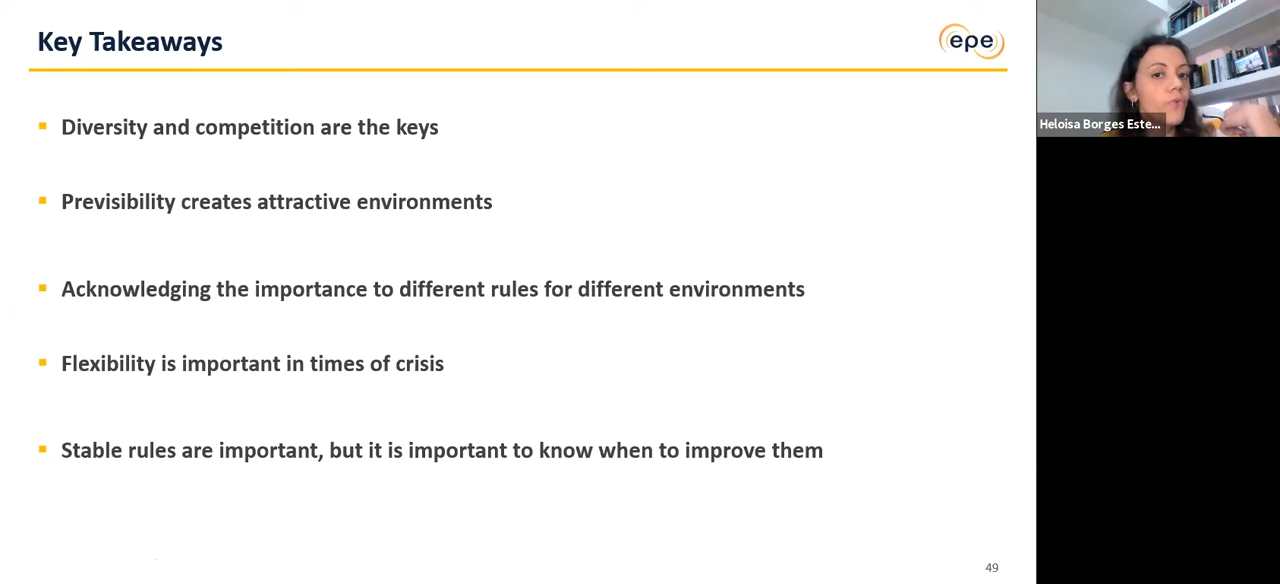 Key Takeaways
epe
Diversity and competition are the keys
Previsibility creates attractive environments
Acknowledging the importance to different rules for different environments
Flexibility is important in times of crisis
Stable rules are important, but it is important to know when to improve them
49
Heloisa Borges Este...